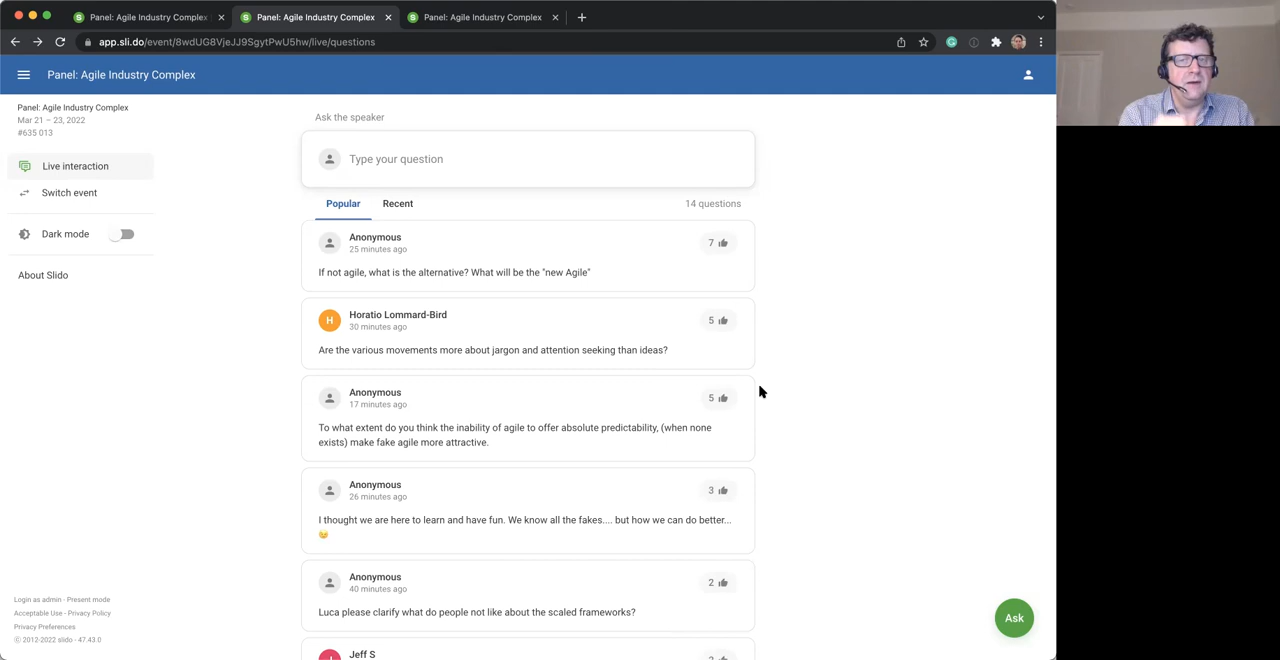 Panel: Agile Industry Complex
Panel: Agile Industry Complex
Panel: Agile Industry Complex
app.sli.do/event/8wdUG8VjeJJ9SgytPwU5hw/live/questions
Panel: Agile Industry Complex
Panel: Agile Industry Complex
Mar 21 – 23, 2022
#635 013
Live interaction
Switch event
Dark mode
About Slido
Ask the speaker
Type your question
Popular
Recent
14 questions
Anonymous
25 minutes ago
7
If not agile, what is the alternative? What will be the "new Agile"
H
Horatio Lommard-Bird
30 minutes ago
5
Are the various movements more about jargon and attention seeking than ideas?
Anonymous
17 minutes ago
5
To what extent do you think the inability of agile to offer absolute predictability, (when none
exists) make fake agile more attractive.
Anonymous
26 minutes ago
3
I thought we are here to learn and have fun. We know all the fakes.... but how we can do better...
Anonymous
40 minutes ago
2
Luca please clarify what do people not like about the scaled frameworks?
Jeff S
Login as admin - Present mode
Acceptable Use - Privacy Policy
Privacy Preferences
© 2012-2022 slido - 47.43.0
Ask